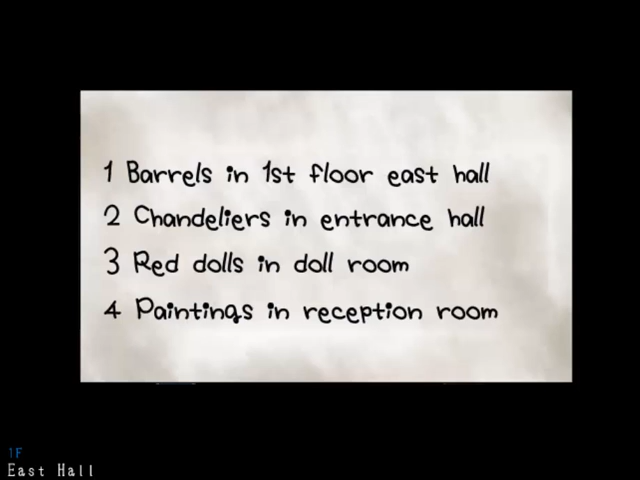 1 Barrels in 1st floor east hall
2 Chandeliers in entrance hall
3 Red dolls in doll room
4 Paintings in reception room
1F
East Hall